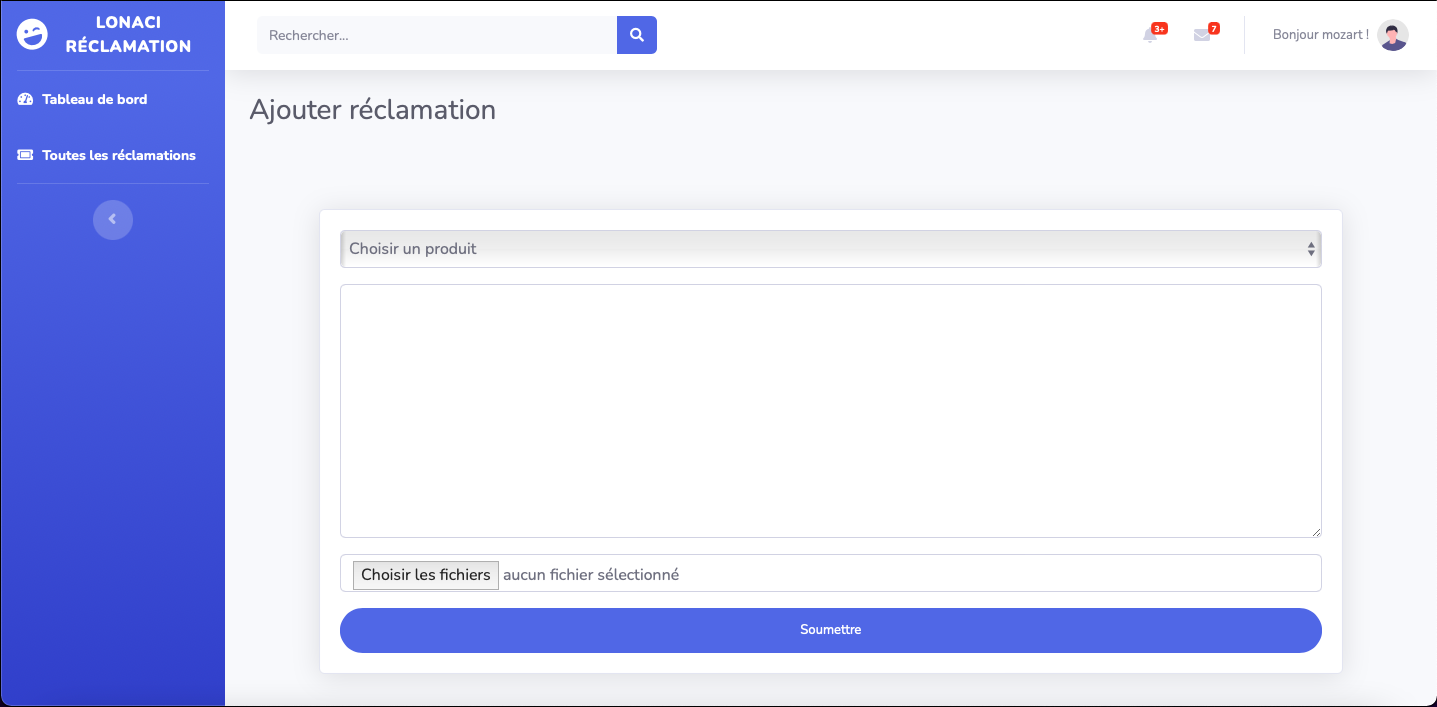 LONACI
RÉCLAMATION
Rechercher...
3+
7
Bonjour mozart !
Tableau de bord
Toutes les réclamations
Ajouter réclamation
Choisir un produit
Choisir les fichiers aucun fichier sélectionné
Soumettre